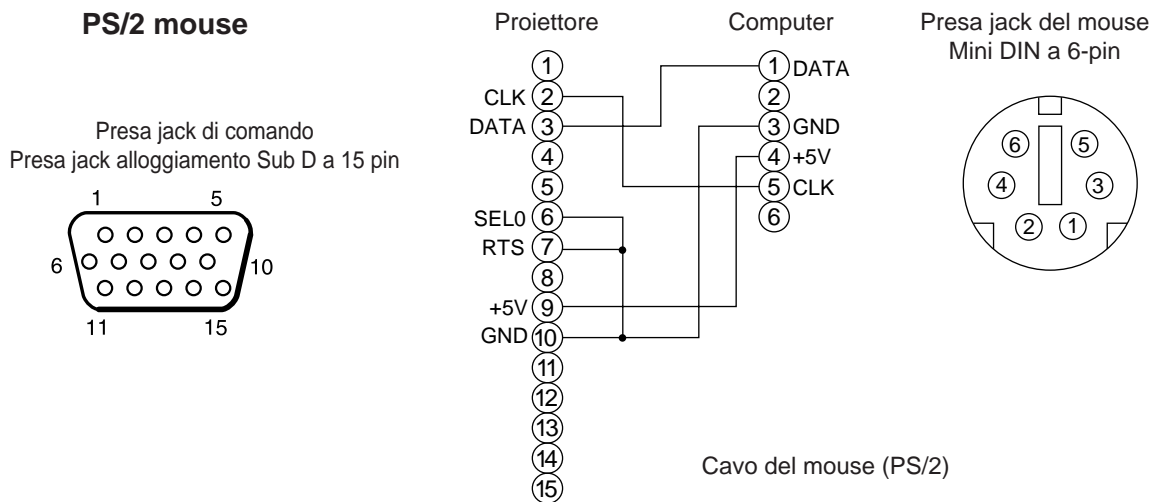 PS/2 mouse
Presa jack di comando
Presa jack alloggiamento Sub D a 15 pin
1 5
6 10
11 15
Proiettore Computer
1 1 DATA
CLK 2 2
DATA 3 3 GND
4 4 +5V
5 5 CLK
SEL0 6 6
RTS 7
8
+5V 9
GND 10
11
12
13
14
15
Cavo del mouse (PS/2)
Presa jack del mouse
Mini DIN a 6-pin
6 5
4 3
2 1